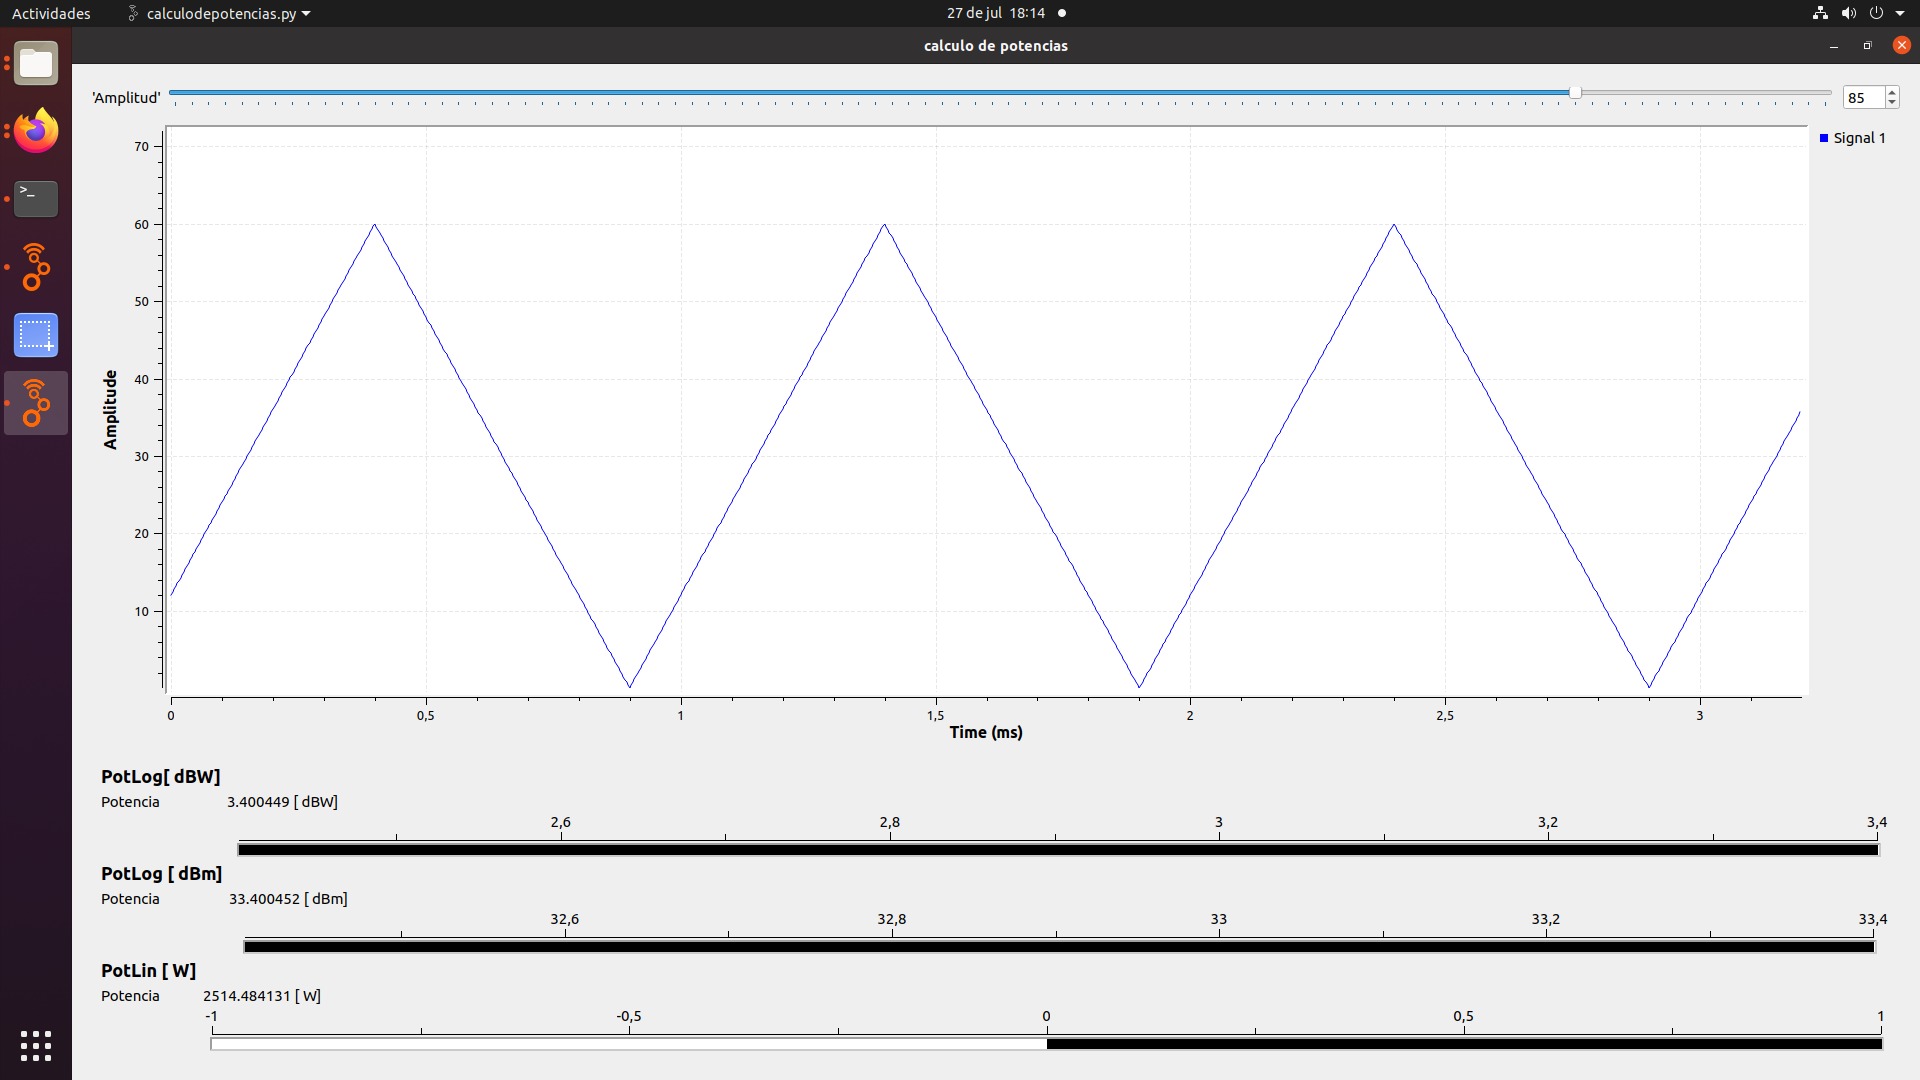 Actividades calculodepotencias.py 27 de jul 18:14
calculo de potencias
'Amplitud' 85
Signal 1
70
60
50
40
30
20
10
Amplitude
0 0,5 1 1,5 2 2,5 3
Time (ms)
PotLog[ dBW]
Potencia 3.400449 [ dBW]
2,6 2,8 3 3,2 3,4
PotLog [ dBm]
Potencia 33.400452 [ dBm]
32,6 32,8 33 33,2 33,4
PotLin [ W]
Potencia 2514.484131 [ W]
-1 -0,5 0 0,5 1